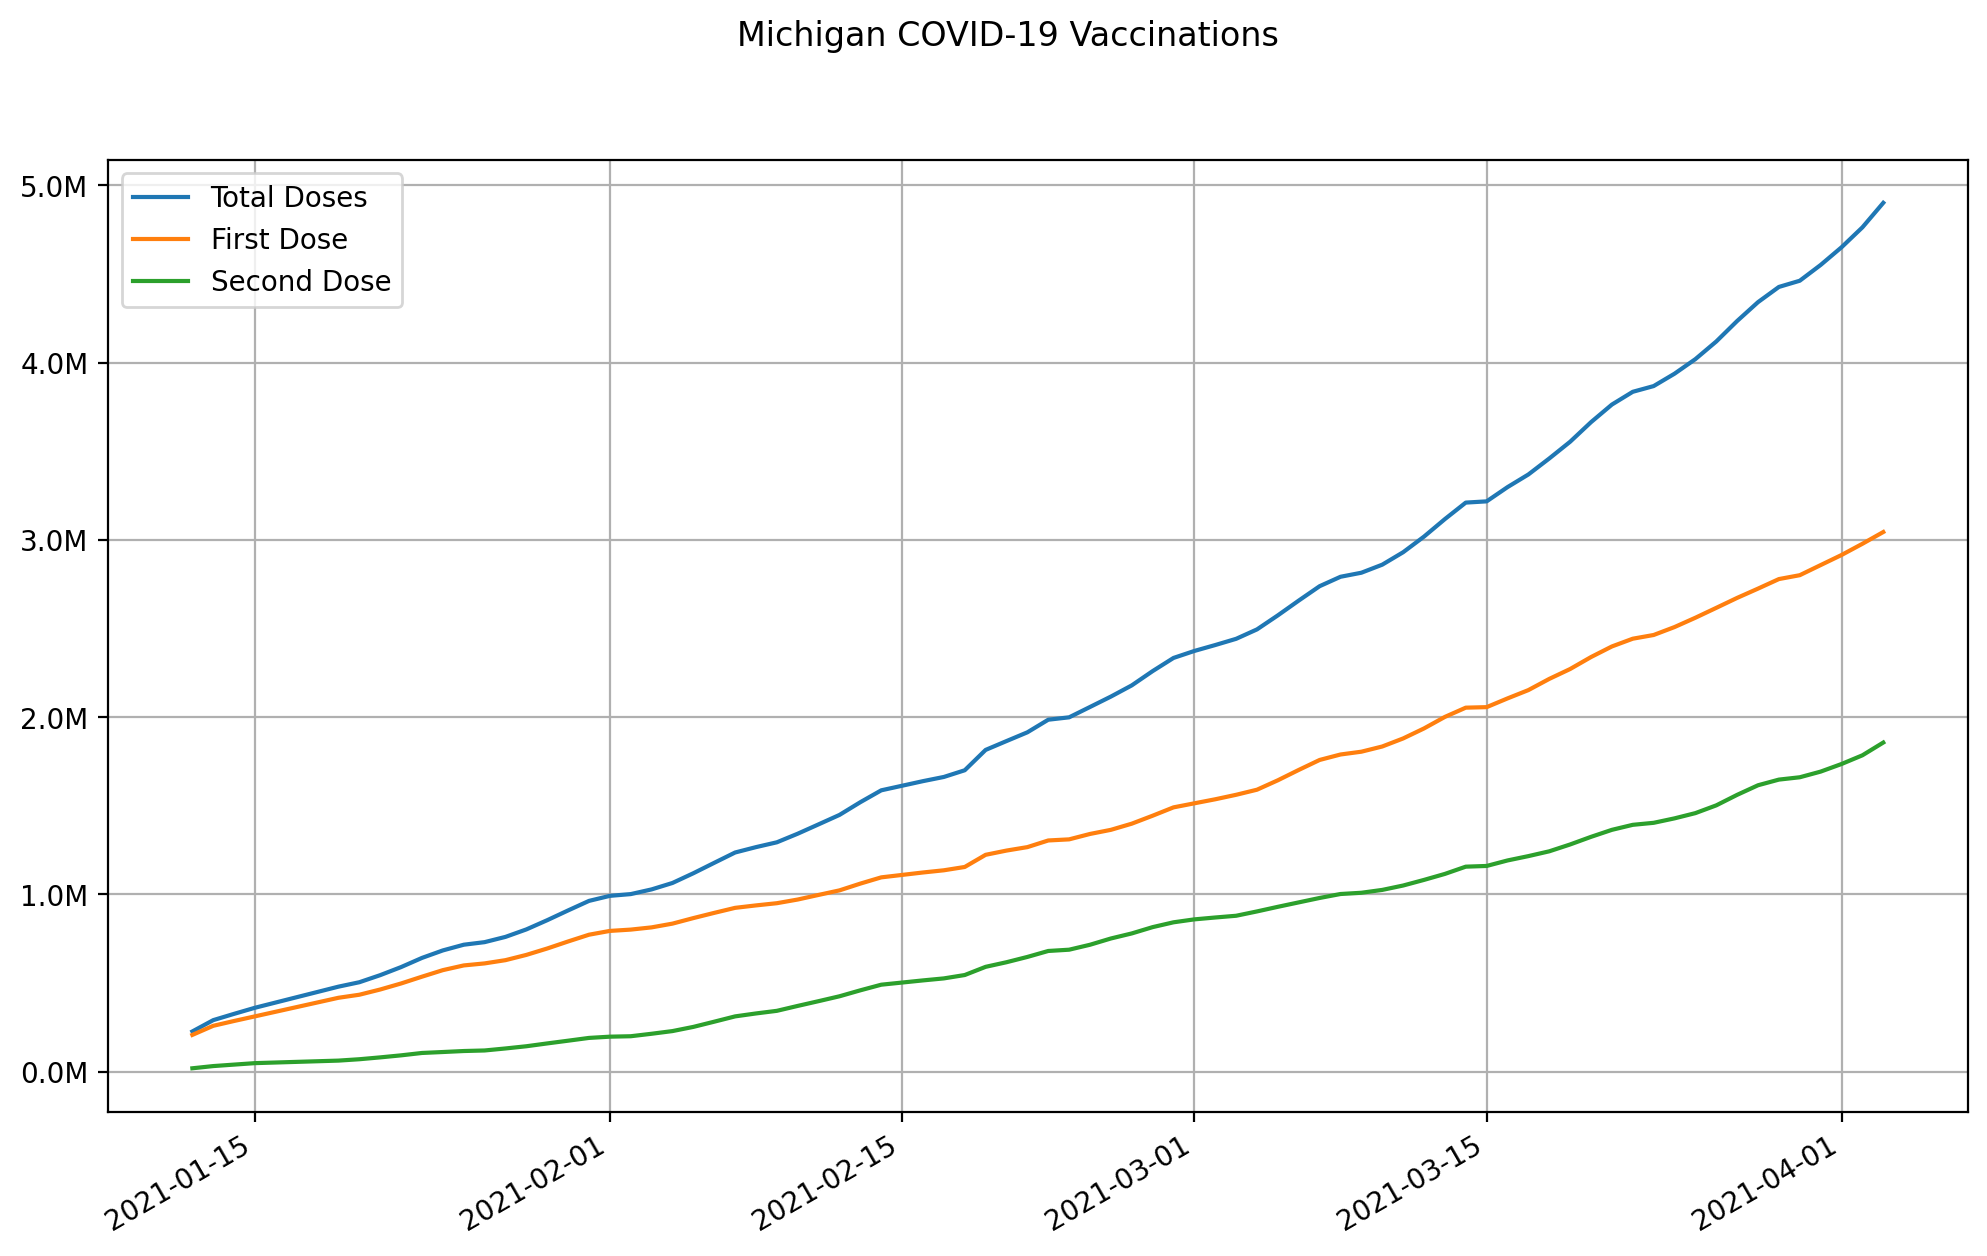 Michigan COVID-19 Vaccinations
5.0M
4.0M
3.0M
2.0M
1.0M
0.0M
Total Doses
First Dose
Second Dose
2021-01-15
2021-02-01
2021-02-15
2021-03-01
2021-03-15
2021-04-01